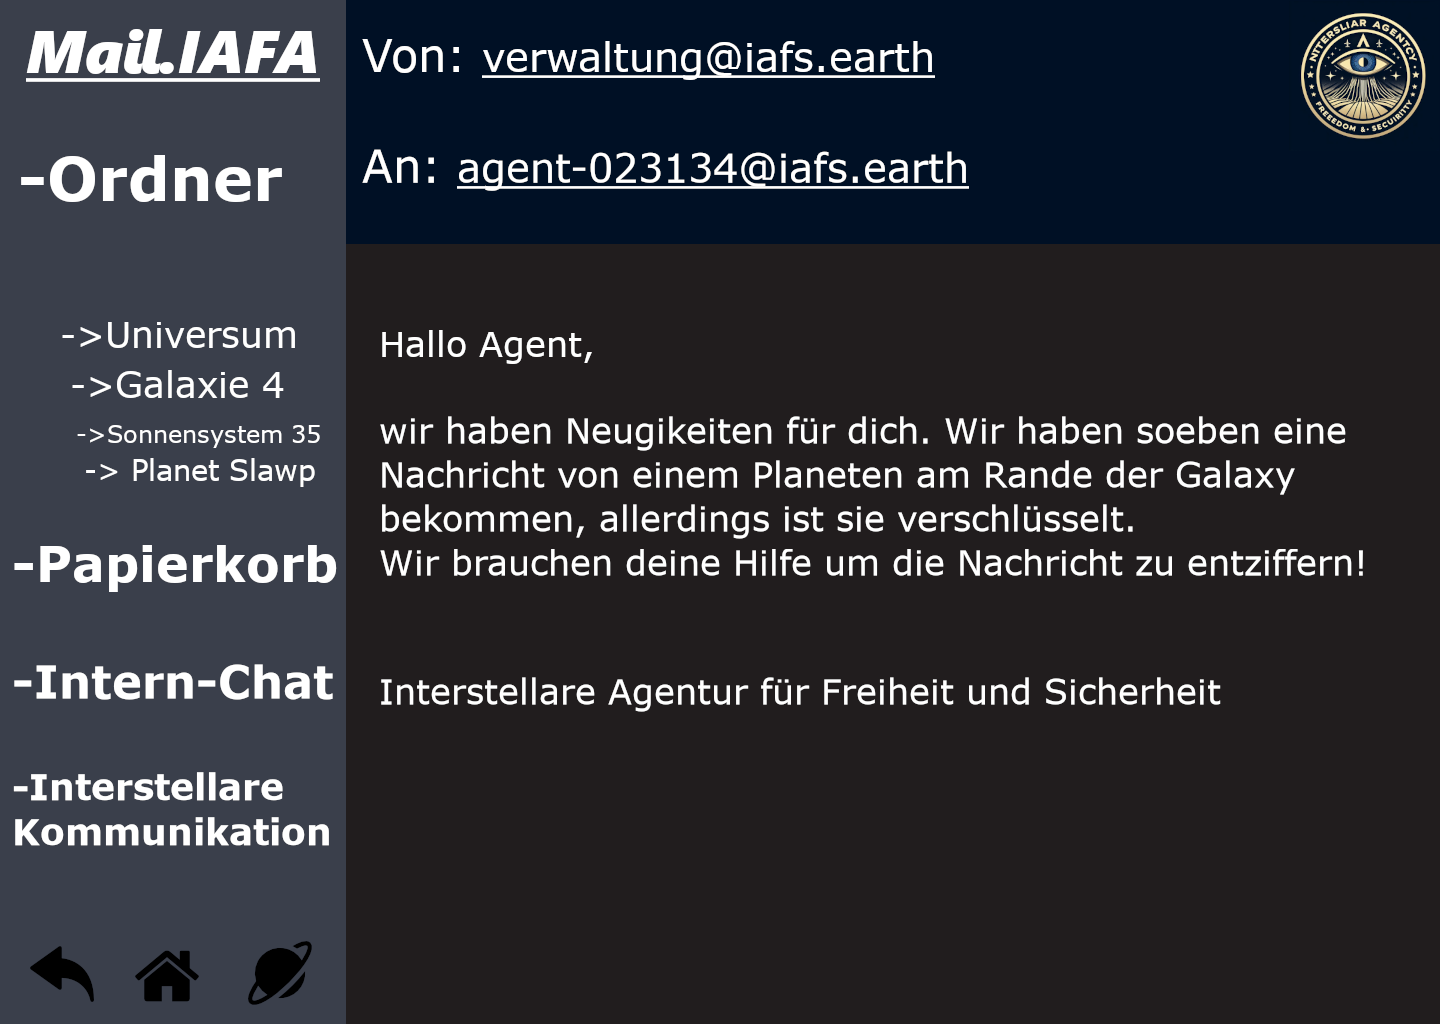 Mail.IAFA
-Ordner
->Universum
->Galaxie 4
->Sonnensystem 35
-> Planet Slawp
-Papierkorb
-Intern-Chat
-Interstellare
Kommunikation
Von: verwaltung@iafs.earth
An: agent-023134@iafs.earth
NITERSLIAR AGENTCY
FREEEDOM &· SECUIRITY
Hallo Agent,
wir haben Neugikeiten für dich. Wir haben soeben eine
Nachricht von einem Planeten am Rande der Galaxy
bekommen, allerdings ist sie verschlüsselt.
Wir brauchen deine Hilfe um die Nachricht zu entziffern!
Interstellare Agentur für Freiheit und Sicherheit